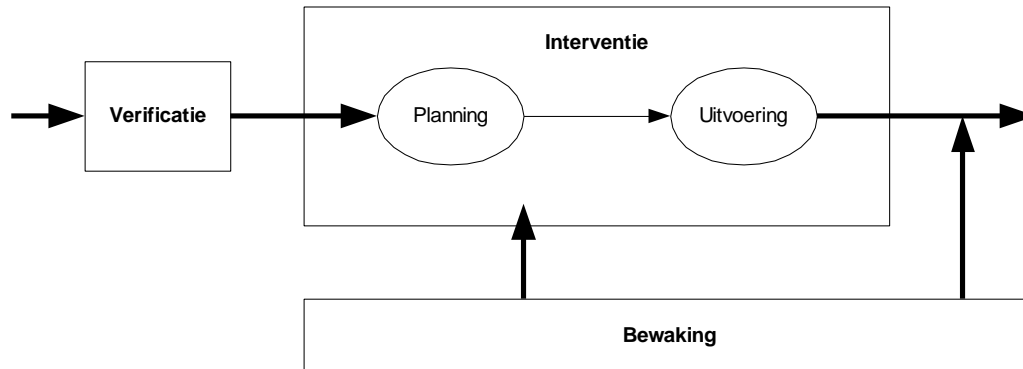 Interventie
Verificatie
Planning
Uitvoering
Bewaking